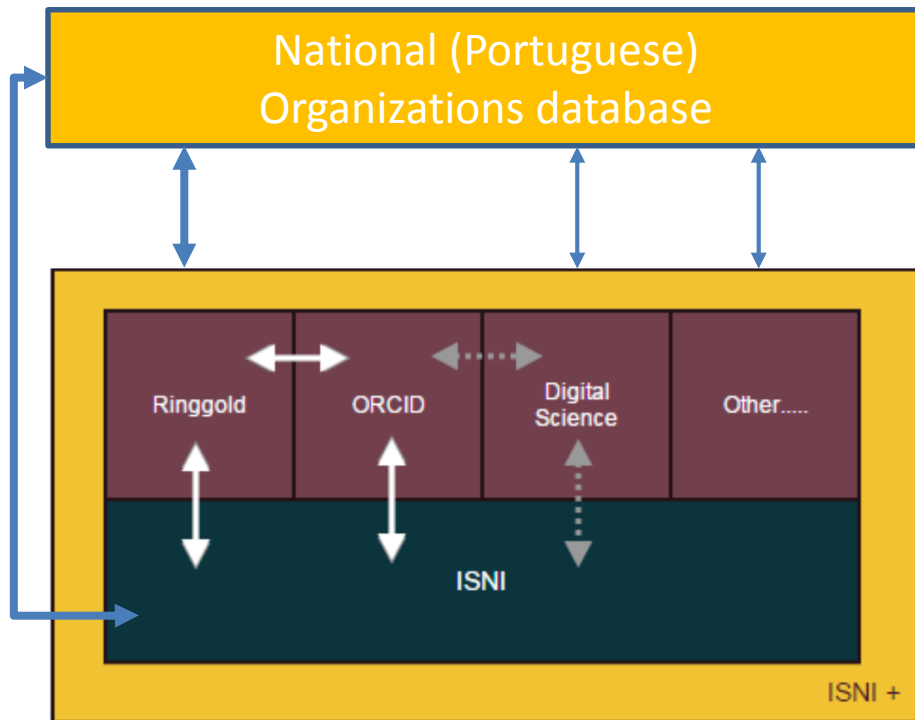 National (Portuguese)
Organizations database
Ringgold
ORCID
Digital
Science
Other.....
ISNI
ISNI +